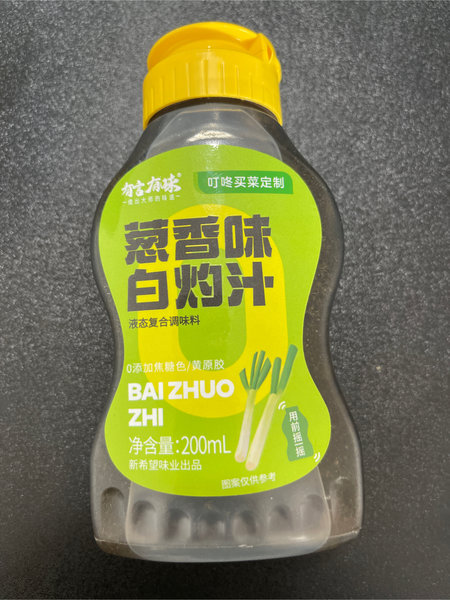 有言有味
叮咚买菜定制
葱香味
白灼汁
液态复合调味料
0添加焦糖色/黄原胶
BAI ZHUO
ZHI
用前摇一摇
净含量:200mL
新希望味业出品
图案仅供参考